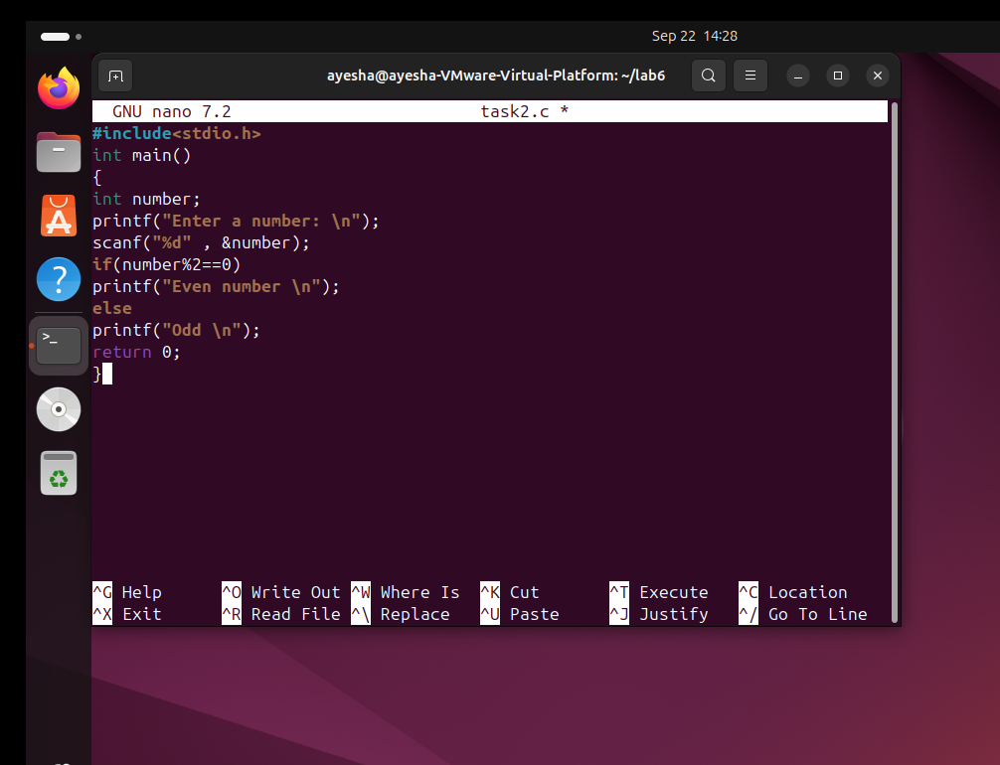 Sep 22 14:28
ayesha@ayesha-VMware-Virtual-Platform: ~/lab6
GNU nano 7.2 task2.c *
#include<stdio.h>
int main()
{
int number;
printf("Enter a number: \n");
scanf("%d" , &number);
if(number%2==0)
printf("Even number \n");
else
printf("Odd \n");
return 0;
}
^G Help ^O Write Out ^W Where Is ^K Cut ^T Execute ^C Location
^X Exit ^R Read File ^\ Replace ^U Paste ^J Justify ^/ Go To Line